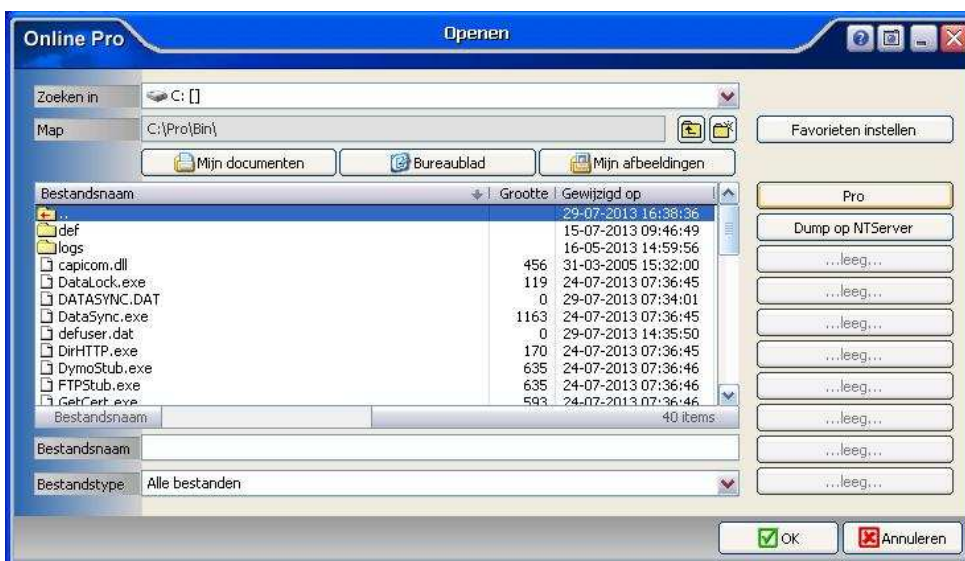 Online Pro
Openen
Zoeken in C: []
Map C:\Pro\Bin\
Favorieten instellen
Mijn documenten Bureaublad Mijn afbeeldingen
Bestandsnaam Grootte Gewijzigd op
.. 29-07-2013 16:38:36
def 15-07-2013 09:46:49
logs 16-05-2013 14:59:56
capicom.dll 456 31-03-2005 15:32:00
DataLock.exe 119 24-07-2013 07:36:45
DATASYNC.DAT 0 29-07-2013 07:34:01
DataSync.exe 1163 24-07-2013 07:36:45
defuser.dat 0 29-07-2013 14:35:50
DirHTTP.exe 170 24-07-2013 07:36:45
DymoStub.exe 635 24-07-2013 07:36:46
FTPStub.exe 635 24-07-2013 07:36:46
GetCert.exe 593 24-07-2013 07:36:46
Bestandsnaam 40 items
Pro
Dump op NTServer
...leeg...
...leeg...
...leeg...
...leeg...
...leeg...
...leeg...
...leeg...
...leeg...
Bestandsnaam
Bestandstype Alle bestanden
OK Annuleren